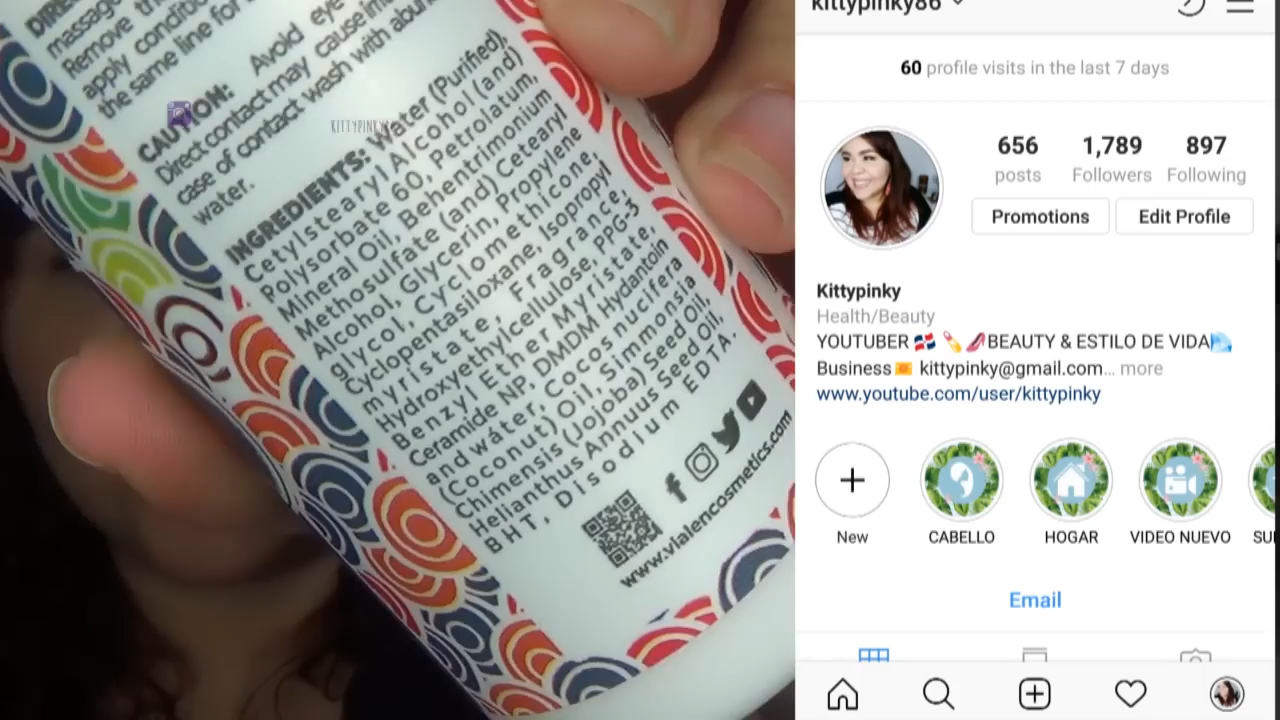 massage
Remove
apply
the same line for
CAUTION: Avoid eye
Direct contact may cause
case of contact wash with
water.
KITTYPINKY
INGREDIENTS: Water (Purified),
Cetylstearyl Alcohol (and)
Polysorbate 60, Petrolatum,
Mineral Oil, Behentrimonium
Methosulfate (and) Cetearyl
Alcohol, Glycerin, Propylene
glycol, Cyclomethicone,
Cyclopentasiloxane, Isopropyl
myristate, Fragrance,
Hydroxyethylcellulose, PPG-3
Benzyl Ether Myristate,
Ceramide NP, DMDM Hydantoin
and wáter, Cocos nucifera
(Coconut) Oil, Simmonsia
Chimensis (Jojoba) Seed Oil,
Helianthus Annuus Seed Oil,
BHT, Disodium EDTA.
www.vlalencosmetics.com
kittypinky86
60 profile visits in the last 7 days
656 1,789 897
posts Followers Following
Promotions Edit Profile
Kittypinky
Health/Beauty
YOUTUBER 🇩🇴 💄👠BEAUTY & ESTILO DE VIDA
Business kittypinky@gmail.com... more
www.youtube.com/user/kittypinky
New CABELLO HOGAR VIDEO NUEVO
Email